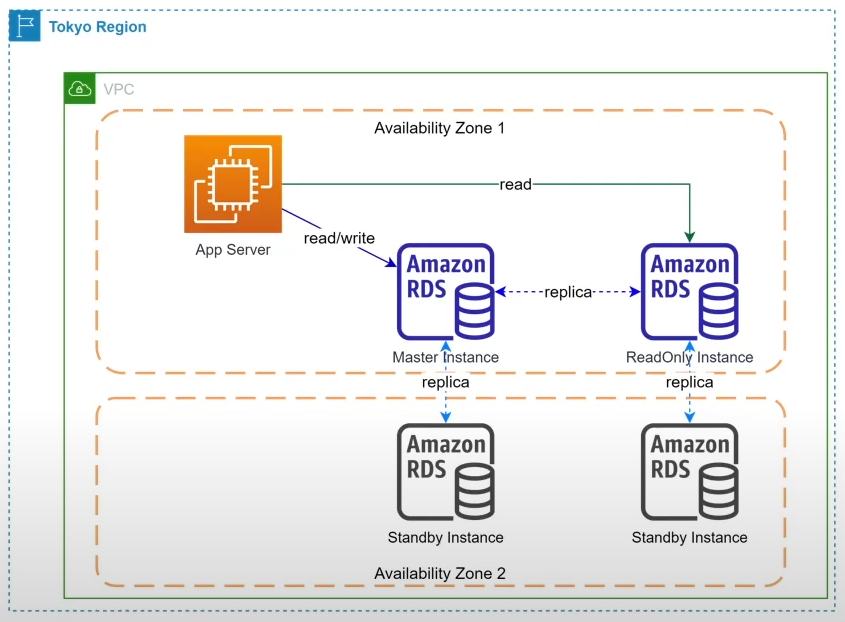 Tokyo Region
VPC
Availability Zone 1
read
App Server
read/write
Amazon
RDS
Amazon
RDS
replica
Master Instance
ReadOnly Instance
replica
replica
Amazon
RDS
Amazon
RDS
Standby Instance
Standby Instance
Availability Zone 2